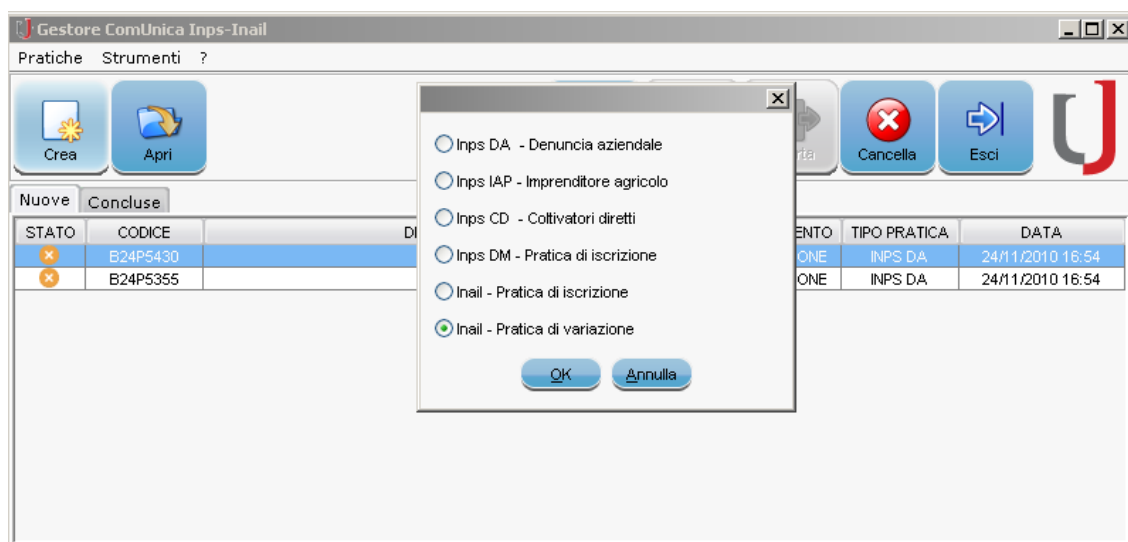 Gestore ComUnica Inps-Inail
Pratiche Strumenti ?
Crea Apri Cancella Esci
Inps DA - Denuncia aziendale
Inps IAP - Imprenditore agricolo
Inps CD - Coltivatori diretti
Inps DM - Pratica di iscrizione
Inail - Pratica di iscrizione
Inail - Pratica di variazione
OK Annulla
Nuove Concluse
STATO CODICE TIPO PRATICA DATA
B24P5430 INPS DA 24/11/2010 16:54
B24P5355 INPS DA 24/11/2010 16:54